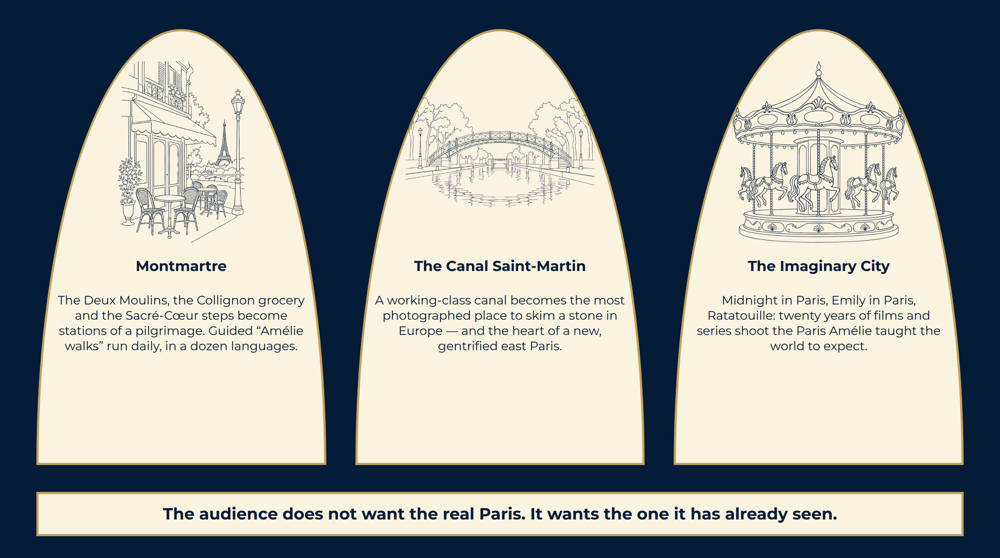 Montmartre
The Deux Moulins, the Collignon grocery
and the Sacré-Cœur steps become
stations of a pilgrimage. Guided “Amélie
walks” run daily, in a dozen languages.
The Canal Saint-Martin
A working-class canal becomes the most
photographed place to skim a stone in
Europe — and the heart of a new,
gentrified east Paris.
The Imaginary City
Midnight in Paris, Emily in Paris,
Ratatouille: twenty years of films and
series shoot the Paris Amélie taught the
world to expect.
The audience does not want the real Paris. It wants the one it has already seen.